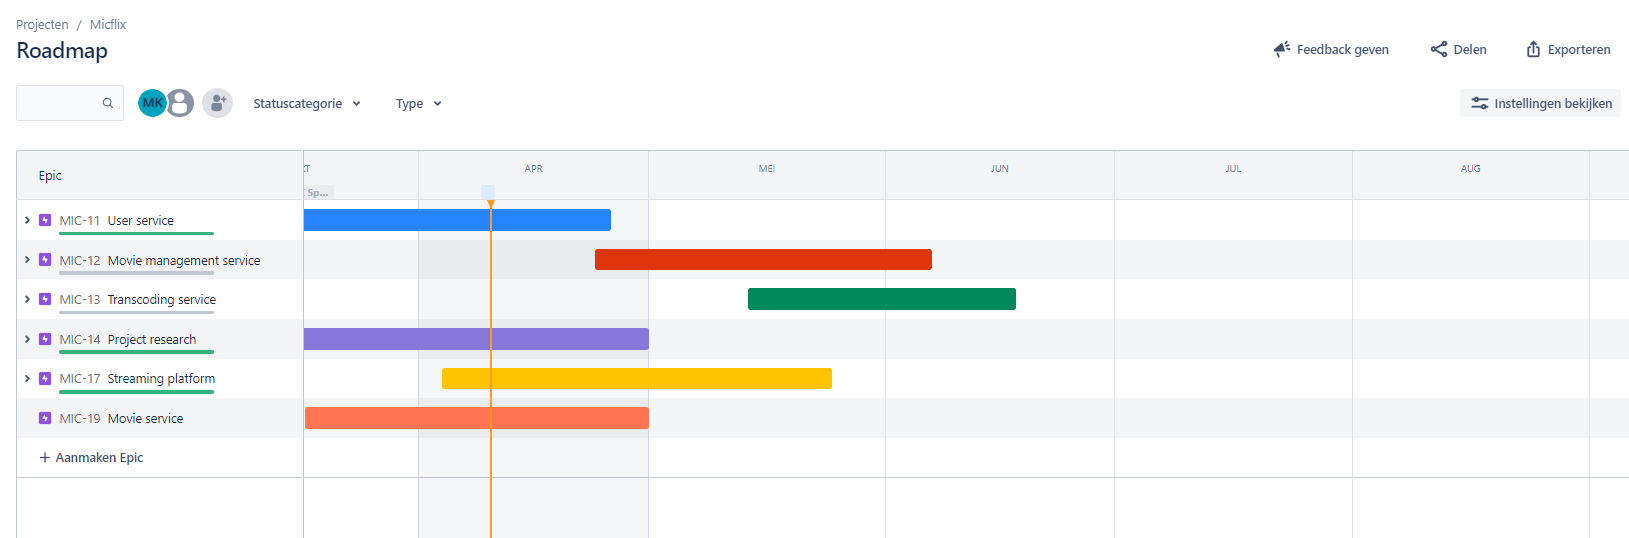 Projecten / Micflix
Roadmap
Feedback geven Delen Exporteren
MK Statuscategorie Type Instellingen bekijken
Epic APR MEI JUN JUL AUG
Sp...
MIC-11 User service
MIC-12 Movie management service
MIC-13 Transcoding service
MIC-14 Project research
MIC-17 Streaming platform
MIC-19 Movie service
+ Aanmaken Epic